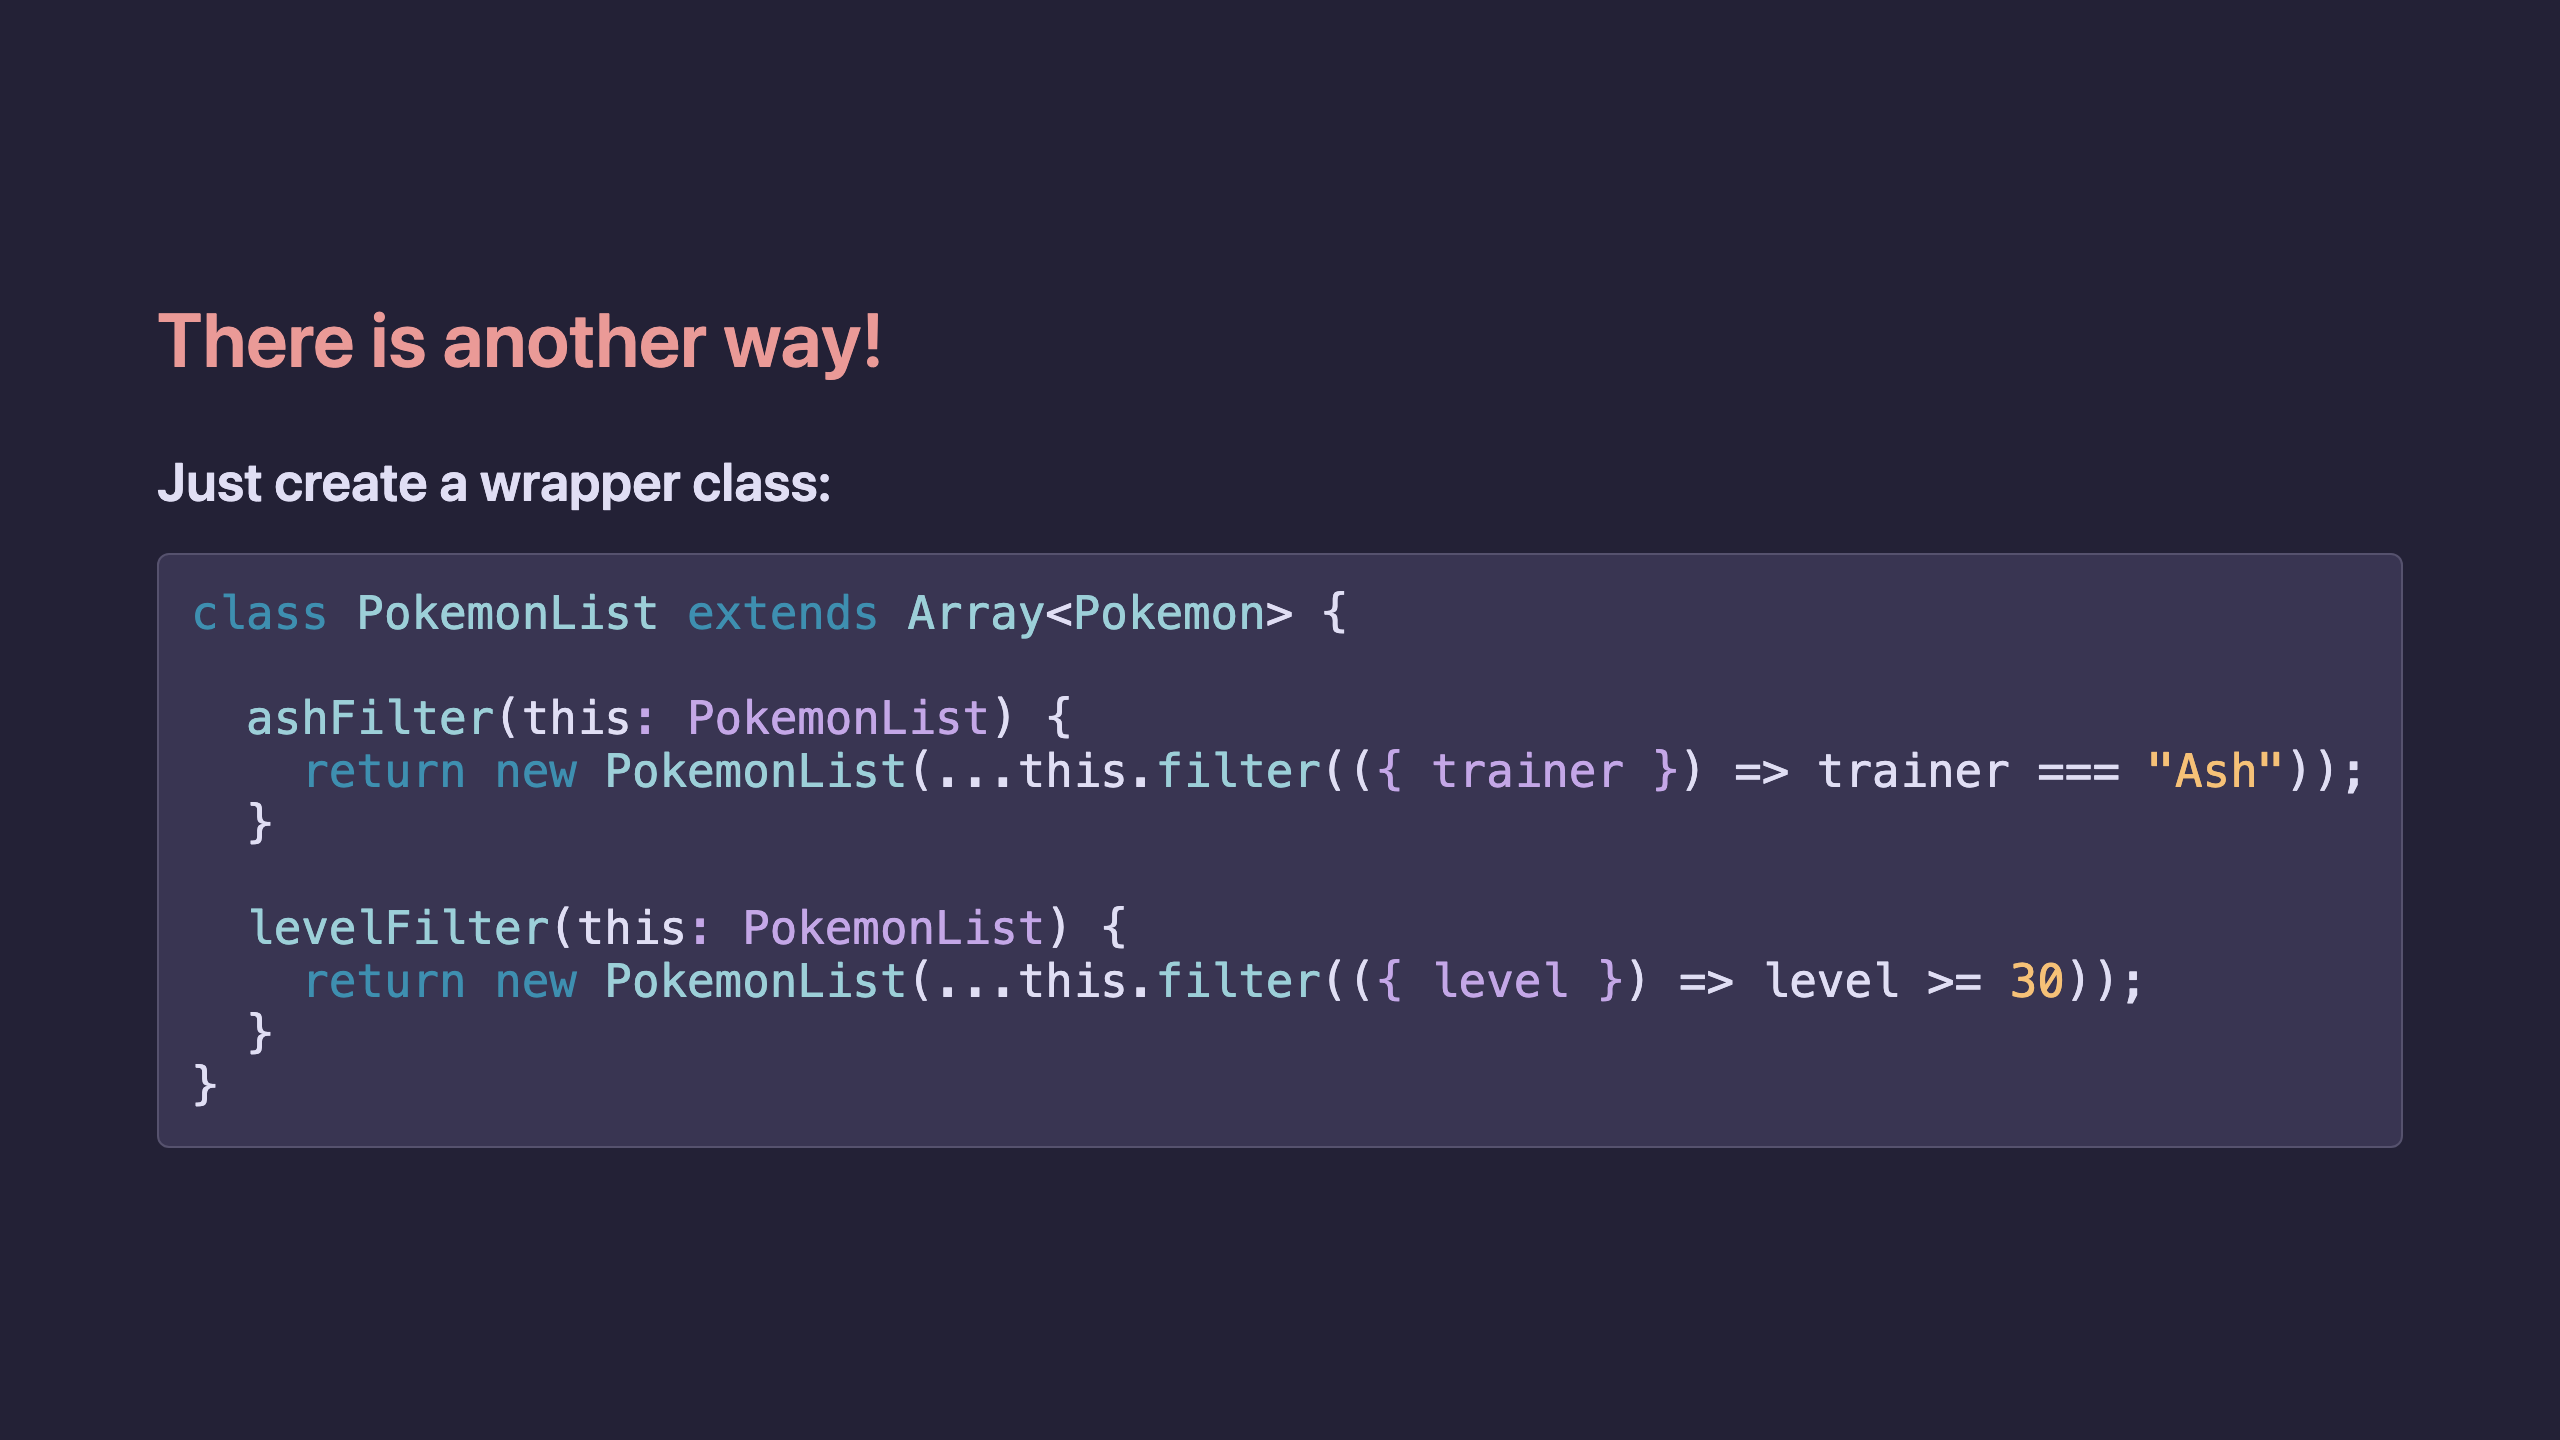 There is another way!
Just create a wrapper class:
class PokemonList extends Array<Pokemon> {
  ashFilter(this: PokemonList) {
    return new PokemonList(...this.filter(({ trainer }) => trainer === "Ash"));
  }
  levelFilter(this: PokemonList) {
    return new PokemonList(...this.filter(({ level }) => level >= 30));
  }
}